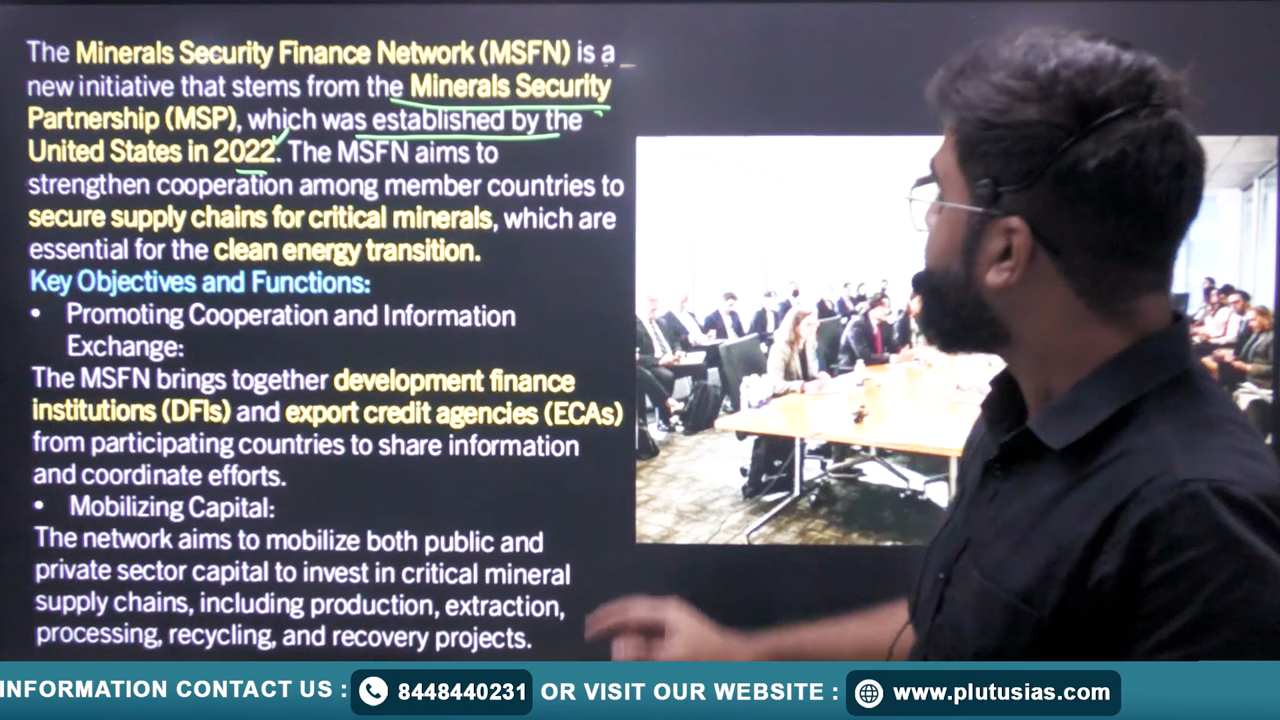 The Minerals Security Finance Network (MSFN) is a
new initiative that stems from the Minerals Security
Partnership (MSP), which was established by the
United States in 2022. The MSFN aims to
strengthen cooperation among member countries to
secure supply chains for critical minerals, which are
essential for the clean energy transition.
Key Objectives and Functions:
• Promoting Cooperation and Information
Exchange:
The MSFN brings together development finance
institutions (DFIs) and export credit agencies (ECAs)
from participating countries to share information
and coordinate efforts.
• Mobilizing Capital:
The network aims to mobilize both public and
private sector capital to invest in critical mineral
supply chains, including production, extraction,
processing, recycling, and recovery projects.
INFORMATION CONTACT US : 8448440231 OR VISIT OUR WEBSITE : www.plutusias.com